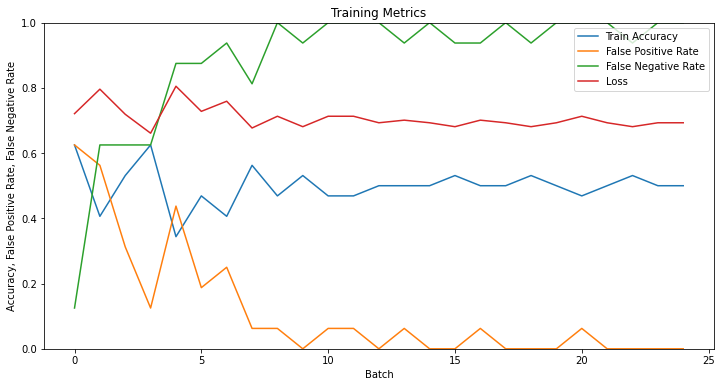 Training Metrics
Accuracy, False Positive Rate, False Negative Rate
1.0
0.8
0.6
0.4
0.2
0.0
Train Accuracy
False Positive Rate
False Negative Rate
Loss
0
5
10
15
20
25
Batch